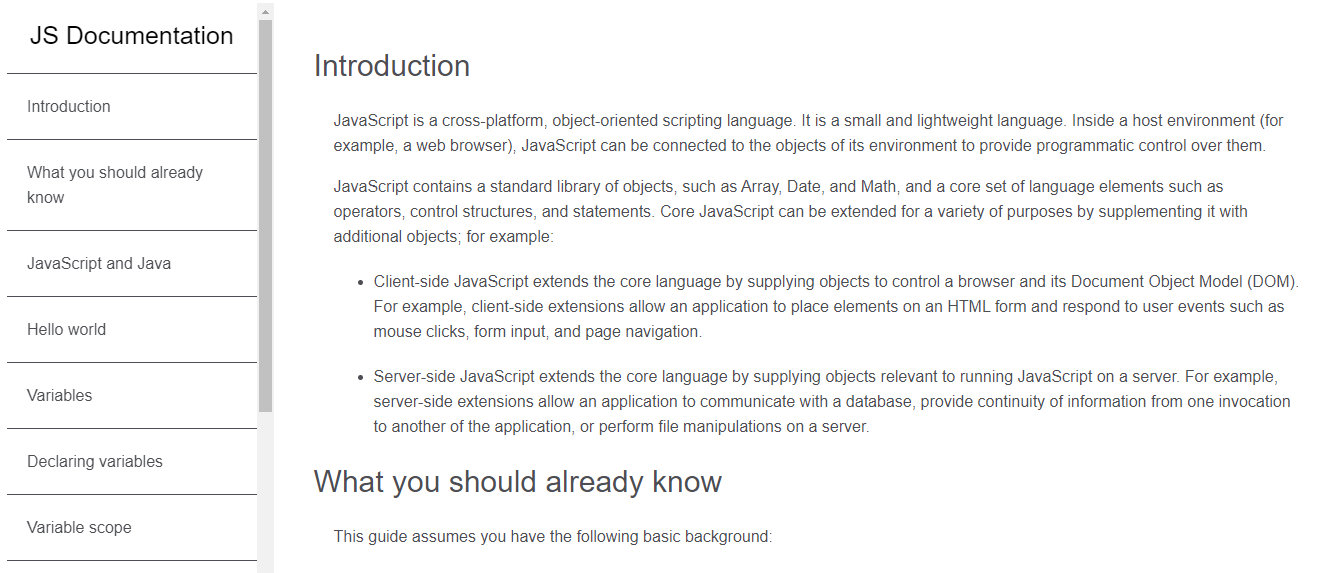 JS Documentation
Introduction
What you should already
know
JavaScript and Java
Hello world
Variables
Declaring variables
Variable scope
Introduction
JavaScript is a cross-platform, object-oriented scripting language. It is a small and lightweight language. Inside a host environment (for
example, a web browser), JavaScript can be connected to the objects of its environment to provide programmatic control over them.
JavaScript contains a standard library of objects, such as Array, Date, and Math, and a core set of language elements such as
operators, control structures, and statements. Core JavaScript can be extended for a variety of purposes by supplementing it with
additional objects; for example:
• Client-side JavaScript extends the core language by supplying objects to control a browser and its Document Object Model (DOM).
For example, client-side extensions allow an application to place elements on an HTML form and respond to user events such as
mouse clicks, form input, and page navigation.
• Server-side JavaScript extends the core language by supplying objects relevant to running JavaScript on a server. For example,
server-side extensions allow an application to communicate with a database, provide continuity of information from one invocation
to another of the application, or perform file manipulations on a server.
What you should already know
This guide assumes you have the following basic background: